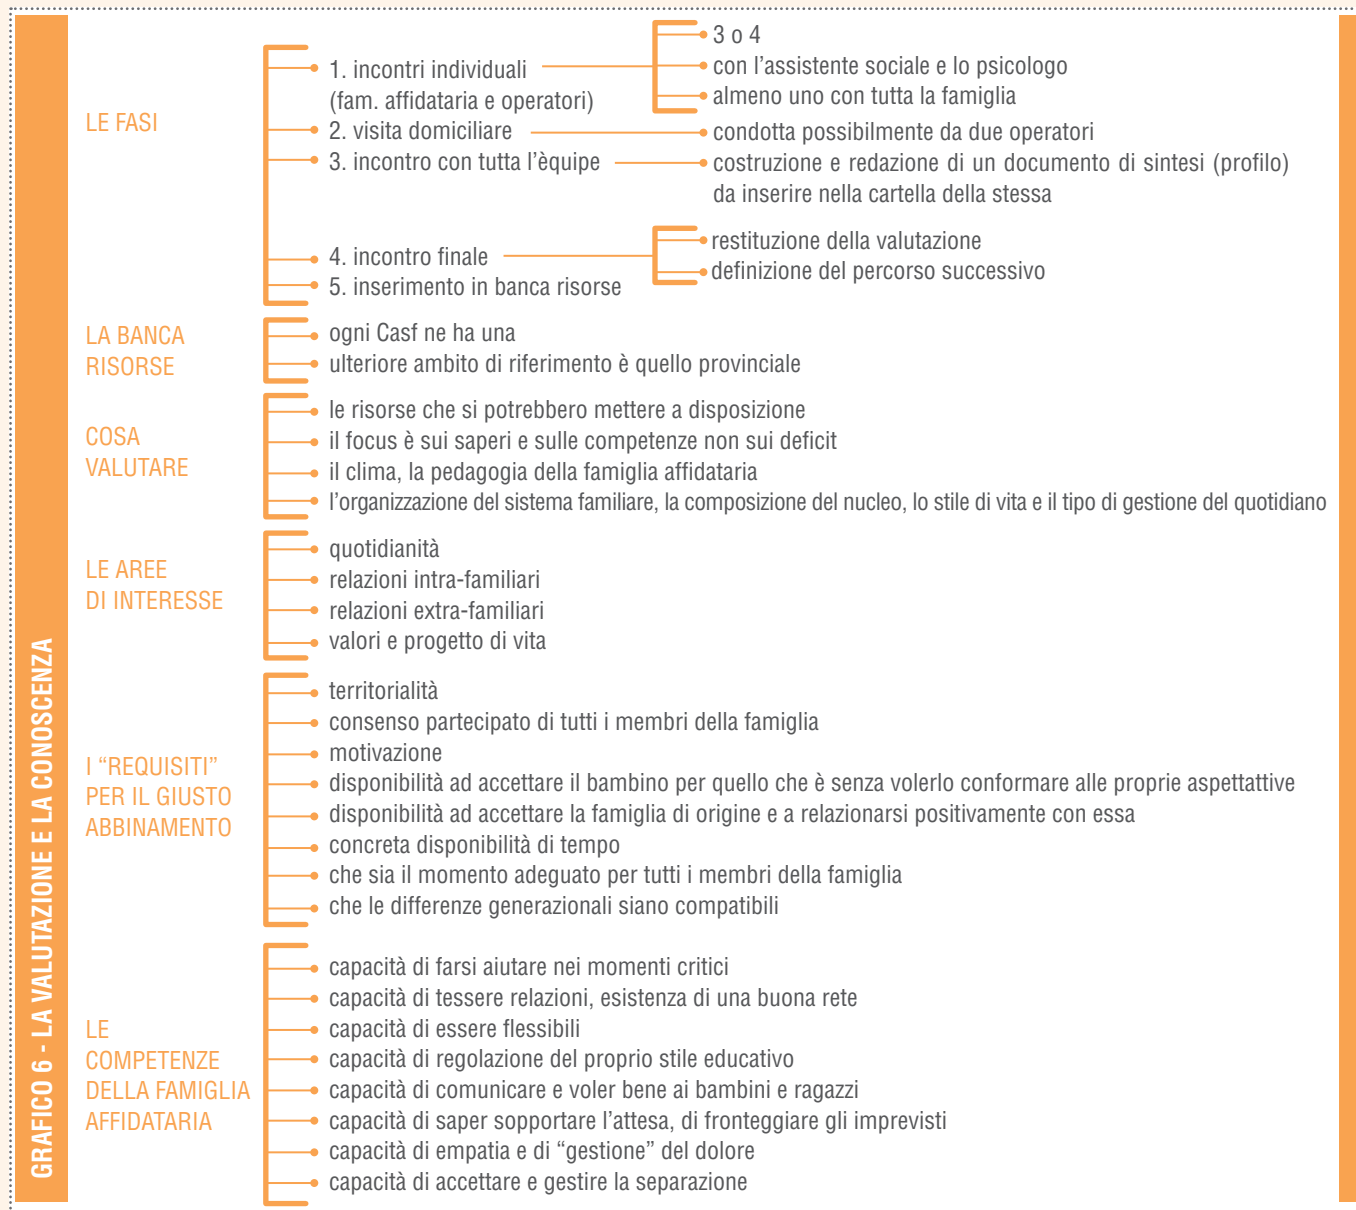 GRAFICO 6 - LA VALUTAZIONE E LA CONOSCENZA
LE FASI
1. incontri individuali
(fam. affidataria e operatori)
3 o 4
con l’assistente sociale e lo psicologo
almeno uno con tutta la famiglia
2. visita domiciliare
condotta possibilmente da due operatori
3. incontro con tutta l’èquipe
costruzione e redazione di un documento di sintesi (profilo)
da inserire nella cartella della stessa
4. incontro finale
restituzione della valutazione
definizione del percorso successivo
5. inserimento in banca risorse
LA BANCA
RISORSE
ogni Casf ne ha una
ulteriore ambito di riferimento è quello provinciale
COSA
VALUTARE
le risorse che si potrebbero mettere a disposizione
il focus è sui saperi e sulle competenze non sui deficit
il clima, la pedagogia della famiglia affidataria
l’organizzazione del sistema familiare, la composizione del nucleo, lo stile di vita e il tipo di gestione del quotidiano
LE AREE
DI INTERESSE
quotidianità
relazioni intra-familiari
relazioni extra-familiari
valori e progetto di vita
I “REQUISITI”
PER IL GIUSTO
ABBINAMENTO
territorialità
consenso partecipato di tutti i membri della famiglia
motivazione
disponibilità ad accettare il bambino per quello che è senza volerlo conformare alle proprie aspettattive
disponibilità ad accettare la famiglia di origine e a relazionarsi positivamente con essa
concreta disponibilità di tempo
che sia il momento adeguato per tutti i membri della famiglia
che le differenze generazionali siano compatibili
LE
COMPETENZE
DELLA FAMIGLIA
AFFIDATARIA
capacità di farsi aiutare nei momenti critici
capacità di tessere relazioni, esistenza di una buona rete
capacità di essere flessibili
capacità di regolazione del proprio stile educativo
capacità di comunicare e voler bene ai bambini e ragazzi
capacità di saper sopportare l’attesa, di fronteggiare gli imprevisti
capacità di empatia e di “gestione” del dolore
capacità di accettare e gestire la separazione